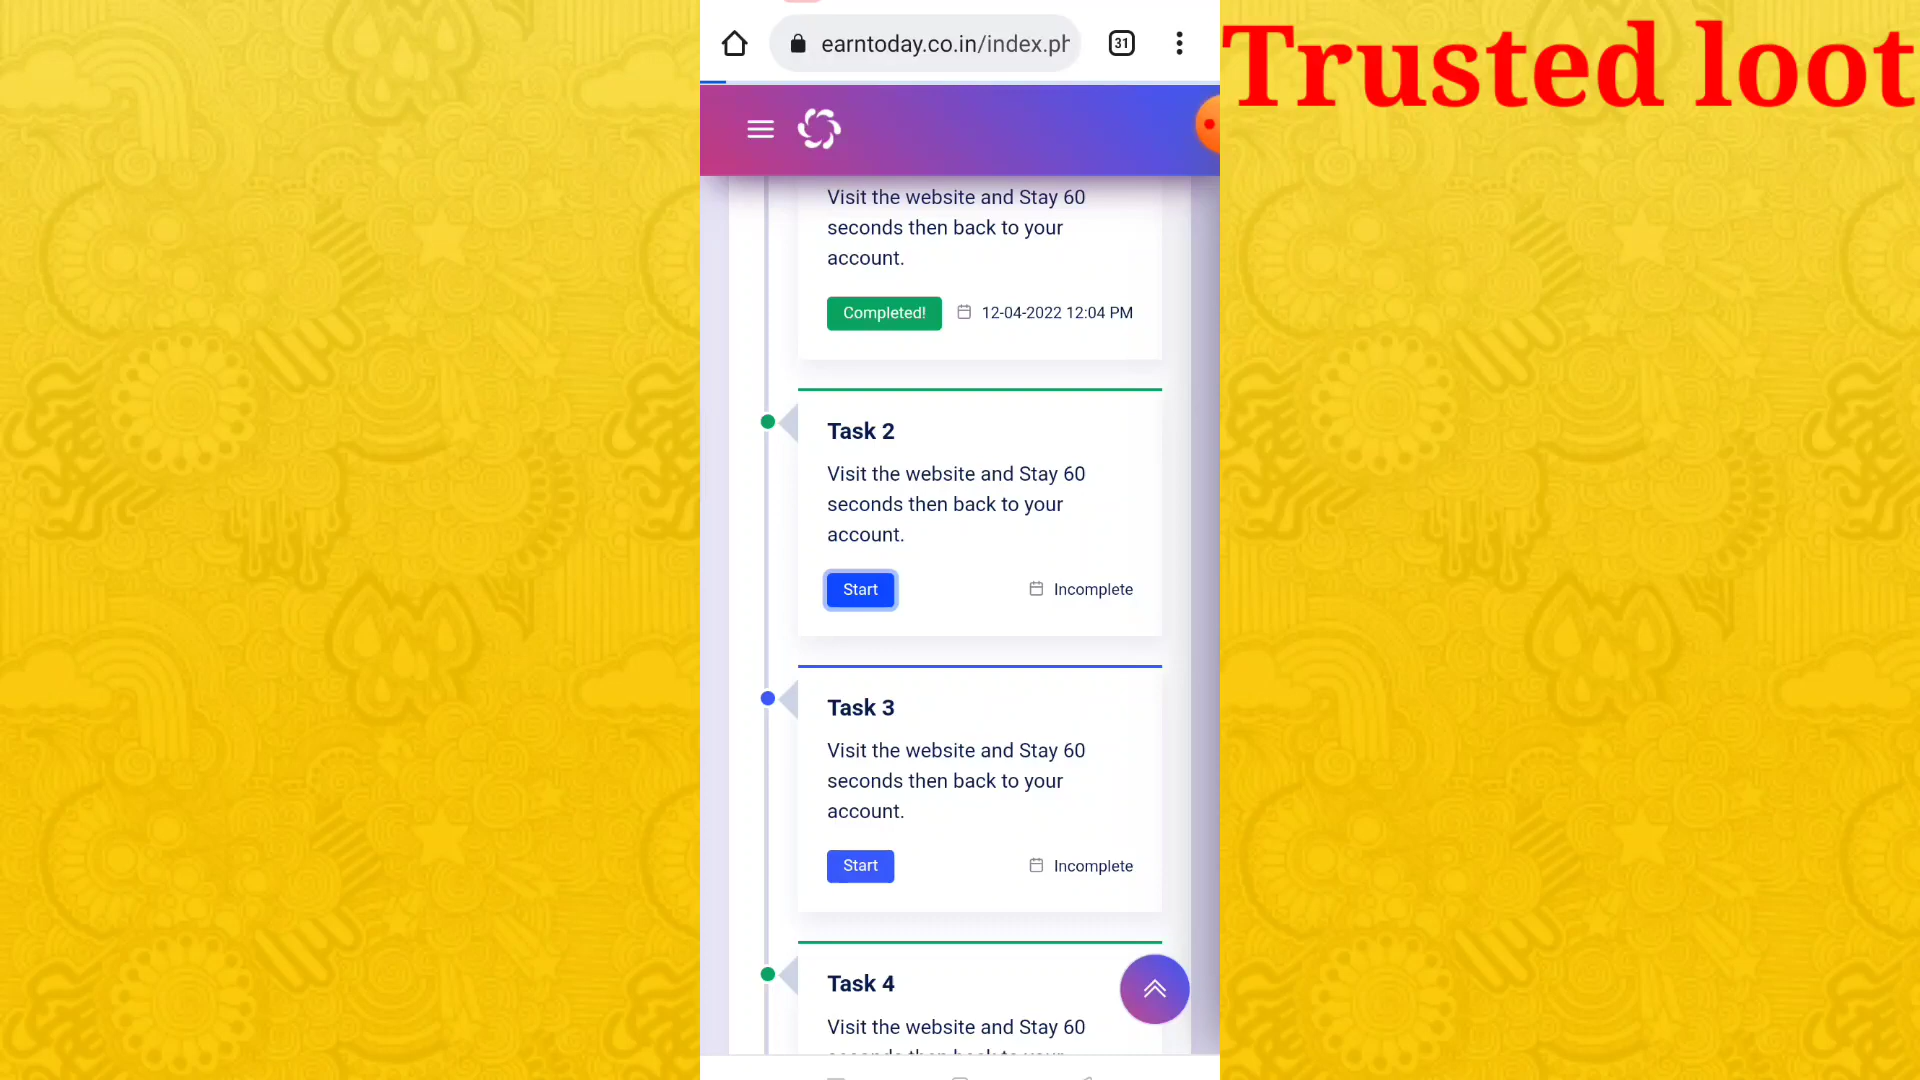 31
earntoday.co.in/index.ph
Trusted loot
Visit the website and Stay 60
seconds then back to your
account.
Completed!
12-04-2022 12:04 PM
Task 2
Visit the website and Stay 60
seconds then back to your
account.
Start
Incomplete
Task 3
Visit the website and Stay 60
seconds then back to your
account.
Start
Incomplete
Task 4
Visit the website and Stay 60